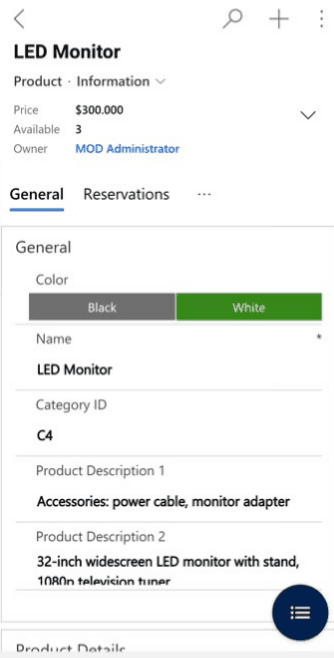 LED Monitor
Product · Information
Price $300.000
Available 3
Owner MOD Administrator
General Reservations ...
General
Color
Black White
Name *
LED Monitor
Category ID
C4
Product Description 1
Accessories: power cable, monitor adapter
Product Description 2
32-inch widescreen LED monitor with stand,
1080p television tuner
Product Details